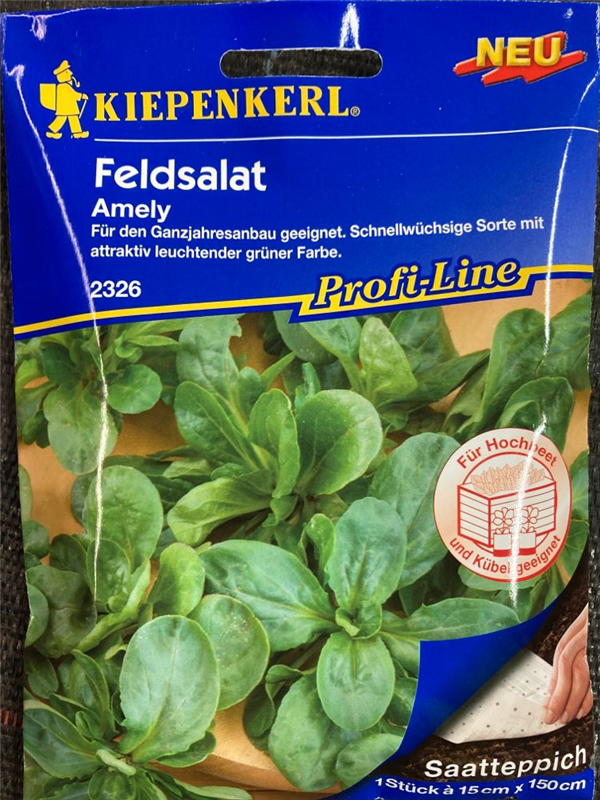 NEU
KIEPENKERL®
Feldsalat
Amely
Für den Ganzjahresanbau geeignet. Schnellwüchsige Sorte mit
attraktiv leuchtender grüner Farbe.
2326
Profi-Line
Für Hochbeet
und Kübel geeignet
Saatteppich
1 Stück à 15 cm x 150 cm